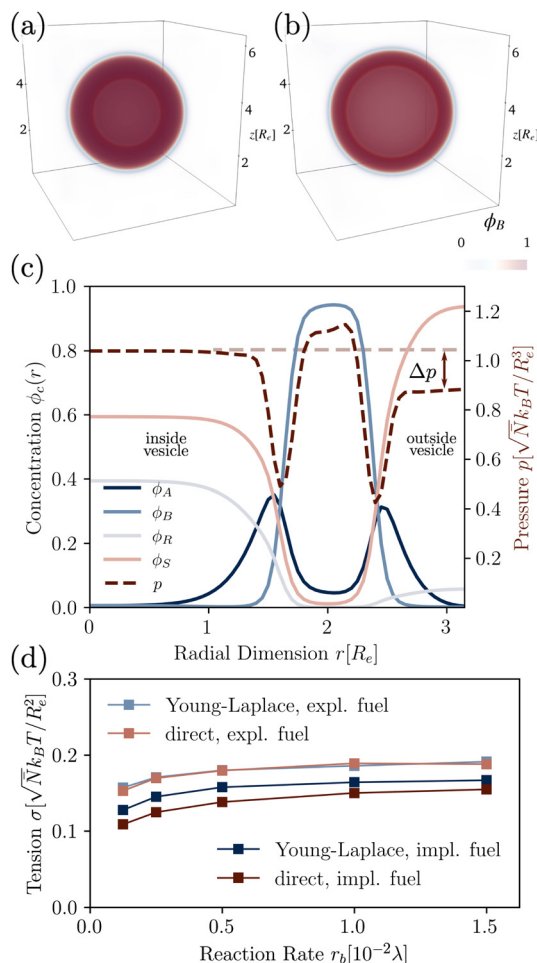 (a)
(b)
6
4
4
4
2
z[R_e]
z[R_e]
2
2
ϕ_B
0 1
(c)
1.0
0.8
0.6
0.4
0.2
0.0
Concentration ϕ_c(r)
1.2
1.0
0.8
0.6
0.4
0.2
Pressure p[√N̄ k_BT/R_e^3]
Δp
inside
vesicle
outside
vesicle
ϕ_A
ϕ_B
ϕ_R
ϕ_S
p
0 1 2 3
Radial Dimension r[R_e]
(d)
0.3
0.2
0.1
0.0
Tension σ[√N̄ k_BT/R_e^2]
Young-Laplace, expl. fuel
direct, expl. fuel
Young-Laplace, impl. fuel
direct, impl. fuel
0.0 0.5 1.0 1.5
Reaction Rate r_b[10^{-2}λ]